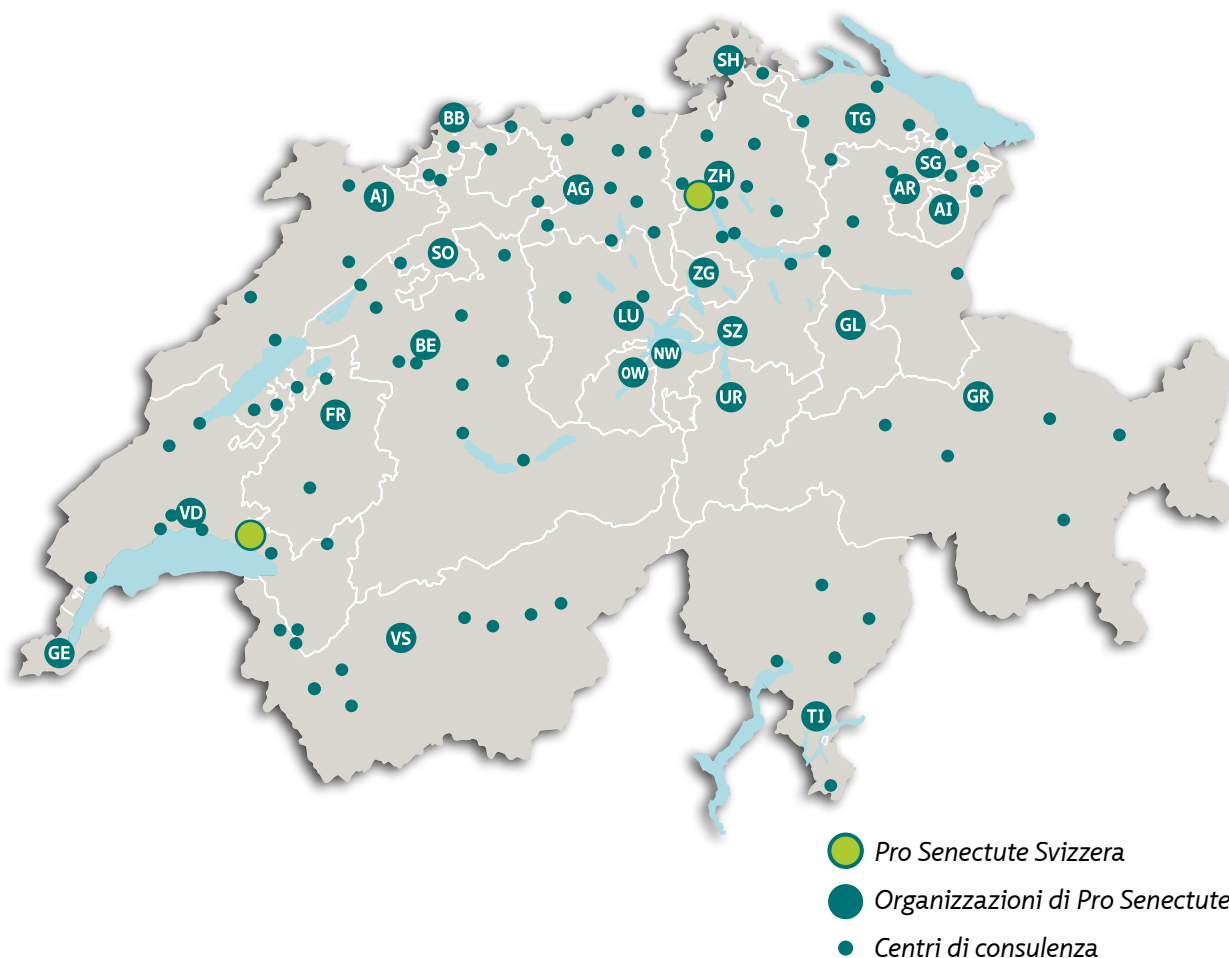 SH
BB
TG
SG
ZH
AG
AR
AJ
AI
SO
ZG
LU
SZ
GL
BE
NW
OW
UR
GR
FR
VD
VS
GE
TI
Pro Senectute Svizzera
Organizzazioni di Pro Senectute
Centri di consulenza